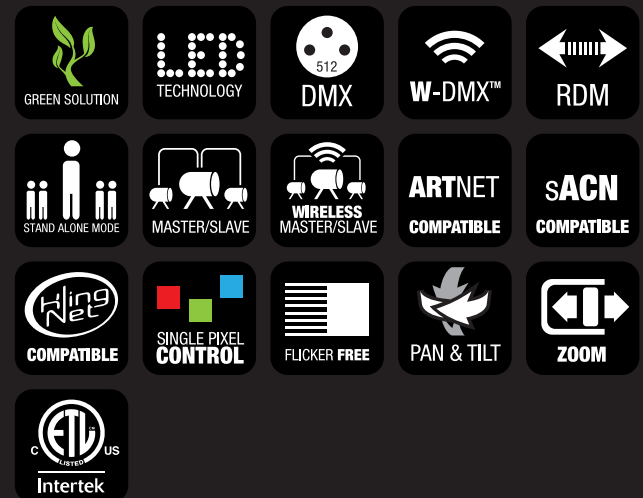 GREEN SOLUTION
LED
TECHNOLOGY
512
DMX
W-DMX™
RDM
STAND ALONE MODE
MASTER/SLAVE
WIRELESS
MASTER/SLAVE
ARTNET
COMPATIBLE
sACN
COMPATIBLE
Kling
Net
COMPATIBLE
SINGLE PIXEL
CONTROL
FLICKER FREE
PAN & TILT
ZOOM
ETL
LISTED
C US
Intertek